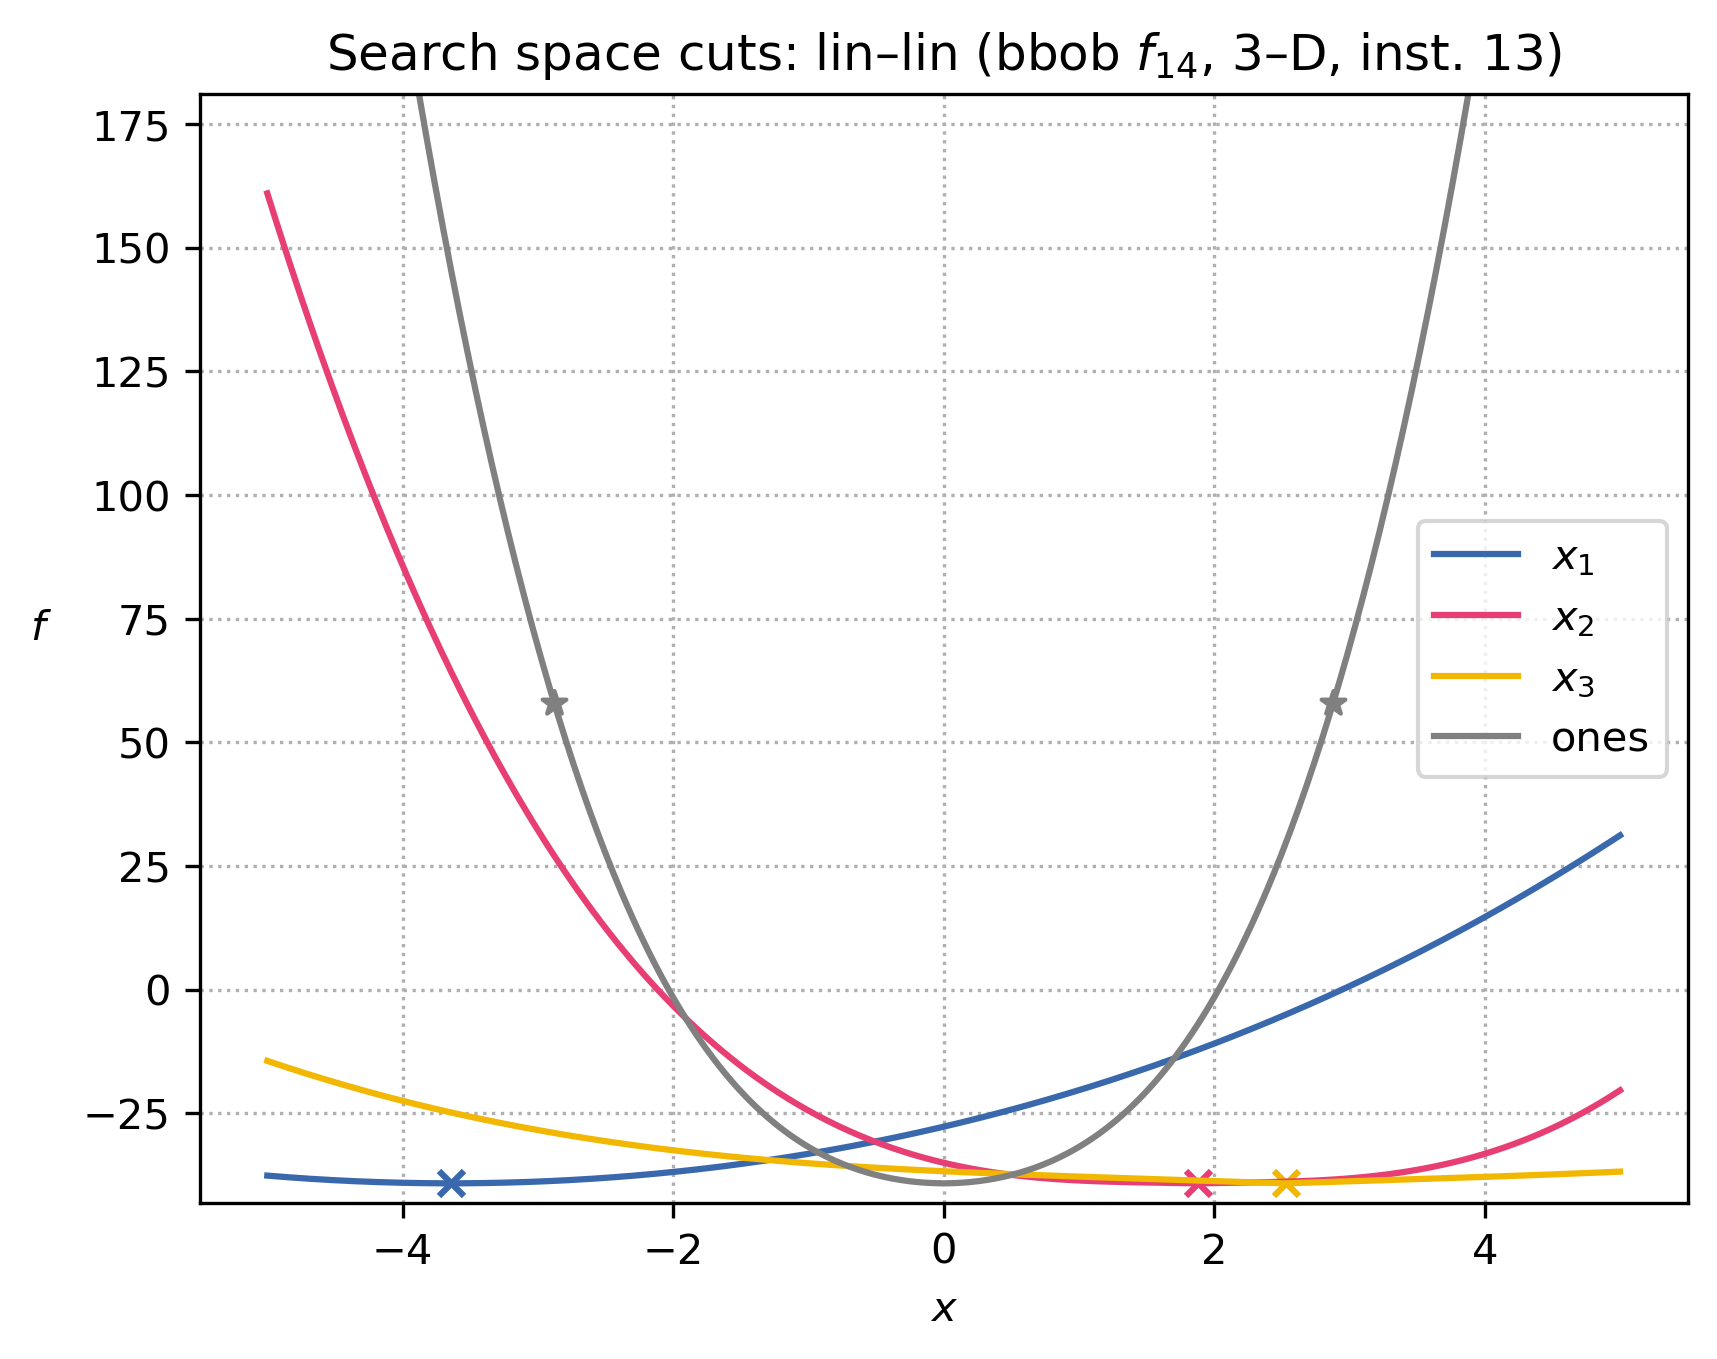 Search space cuts: lin–lin (bbob f₁₄, 3–D, inst. 13)
175
150
125
100
75
50
25
0
−25
f
x₁
x₂
x₃
ones
−4
−2
0
2
4
x